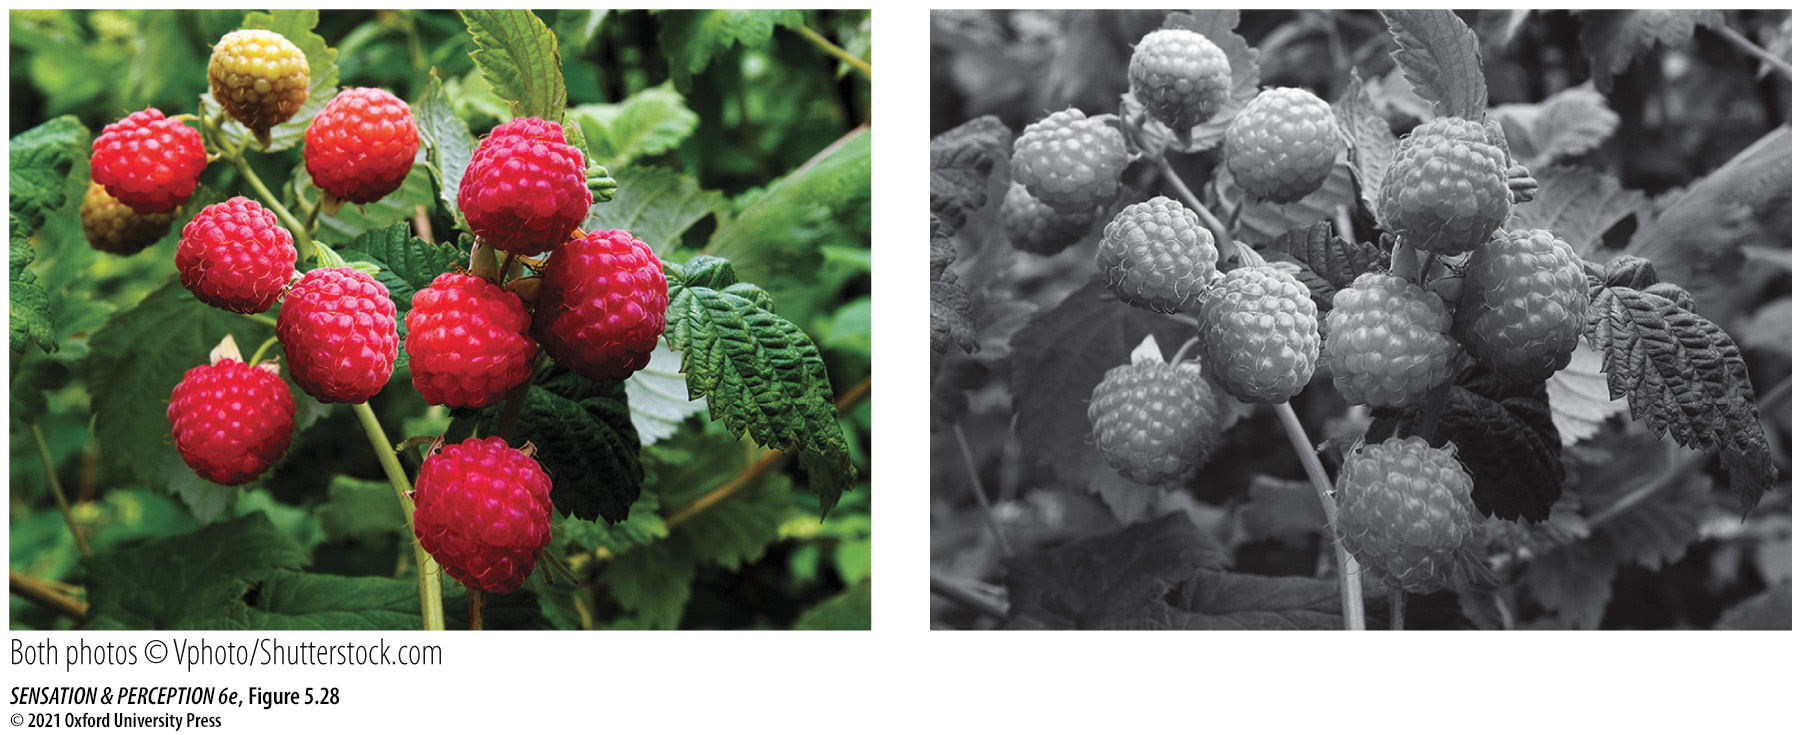 Both photos © Vphoto/Shutterstock.com
SENSATION & PERCEPTION 6e, Figure 5.28
© 2021 Oxford University Press